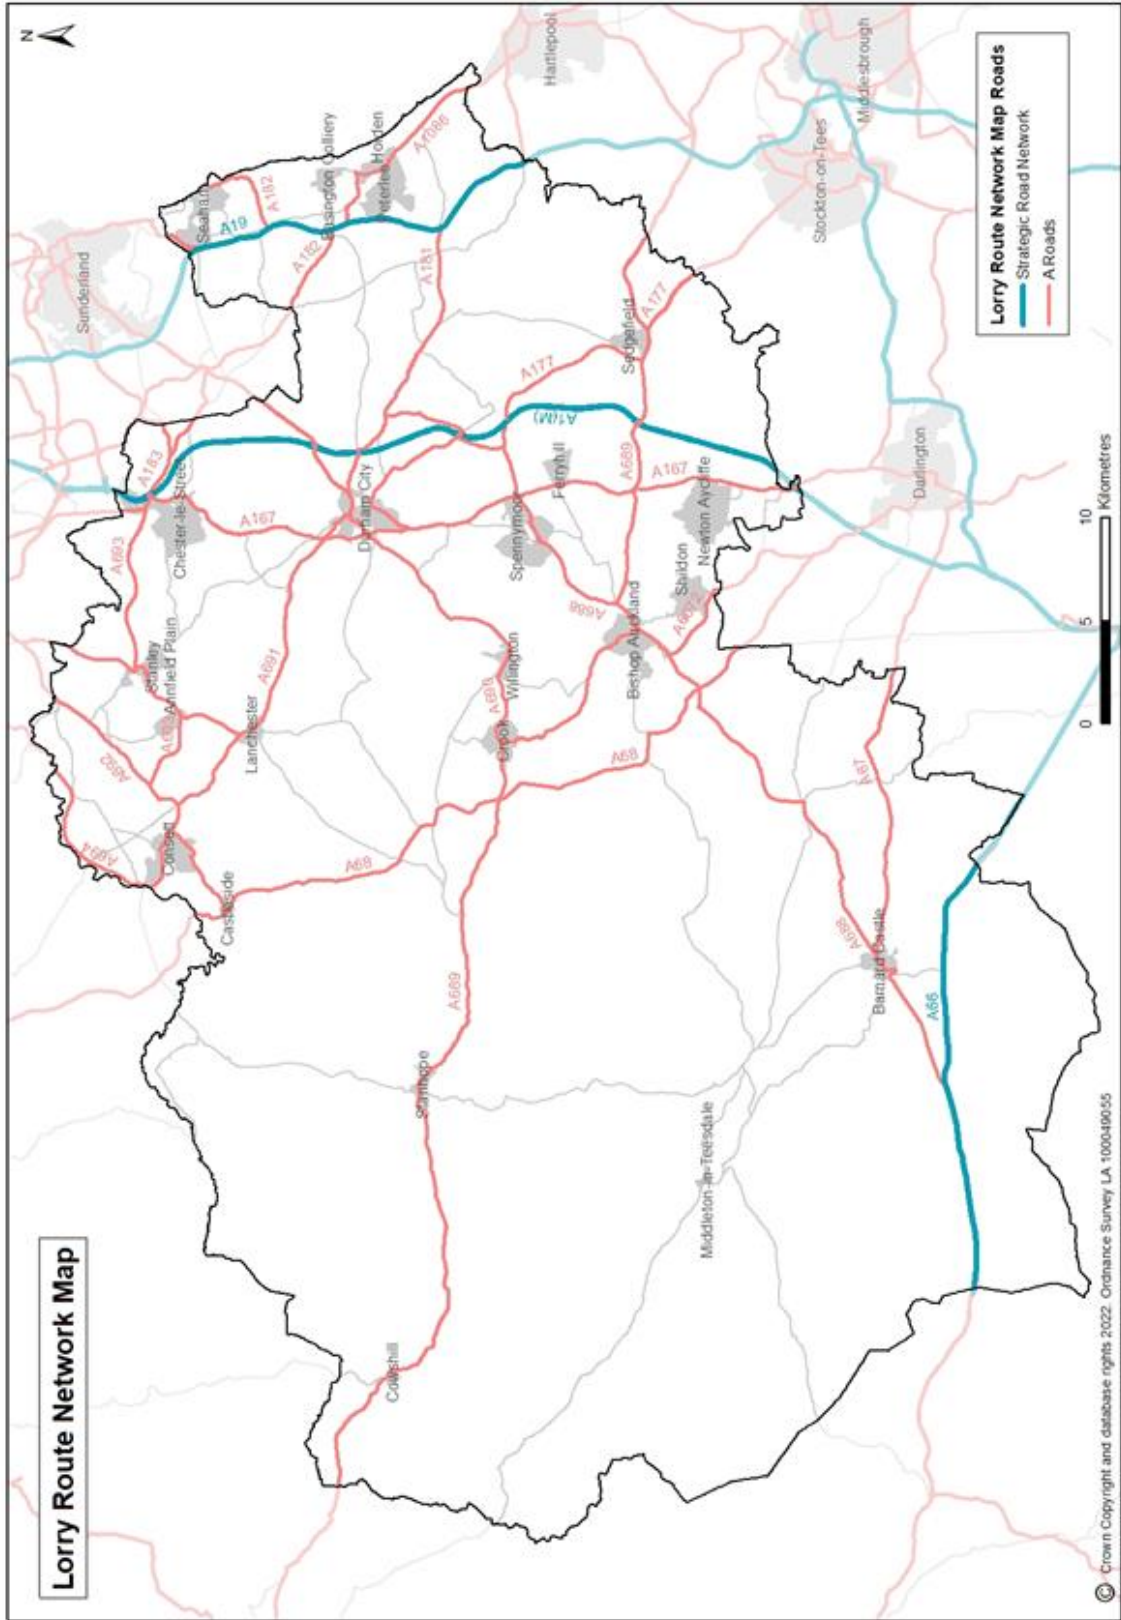 Lorry Route Network Map
N
Sunderland
Seaham
A19
A182
A182
Easington Colliery
Peterlee
Horden
A1086
Hartlepool
A181
A183
Chester-le-Street
A693
A167
Stanley
Annfield Plain
A692
A694
Consett
Castleside
Lanchester
A691
Durham City
A177
A1(M)
Sedgefield
A177
Ferryhill
Spennymoor
A689
A167
Newton Aycliffe
Shildon
A6072
A688
Bishop Auckland
Willington
A690
Crook
A68
A68
A689
Stanhope
Cowshill
Middleton-in-Teesdale
Barnard Castle
A688
A67
A66
Darlington
Stockton-on-Tees
Middlesbrough
Lorry Route Network Map Roads
Strategic Road Network
A Roads
0 5 10
Kilometres
© Crown Copyright and database rights 2022. Ordnance Survey LA 100049055